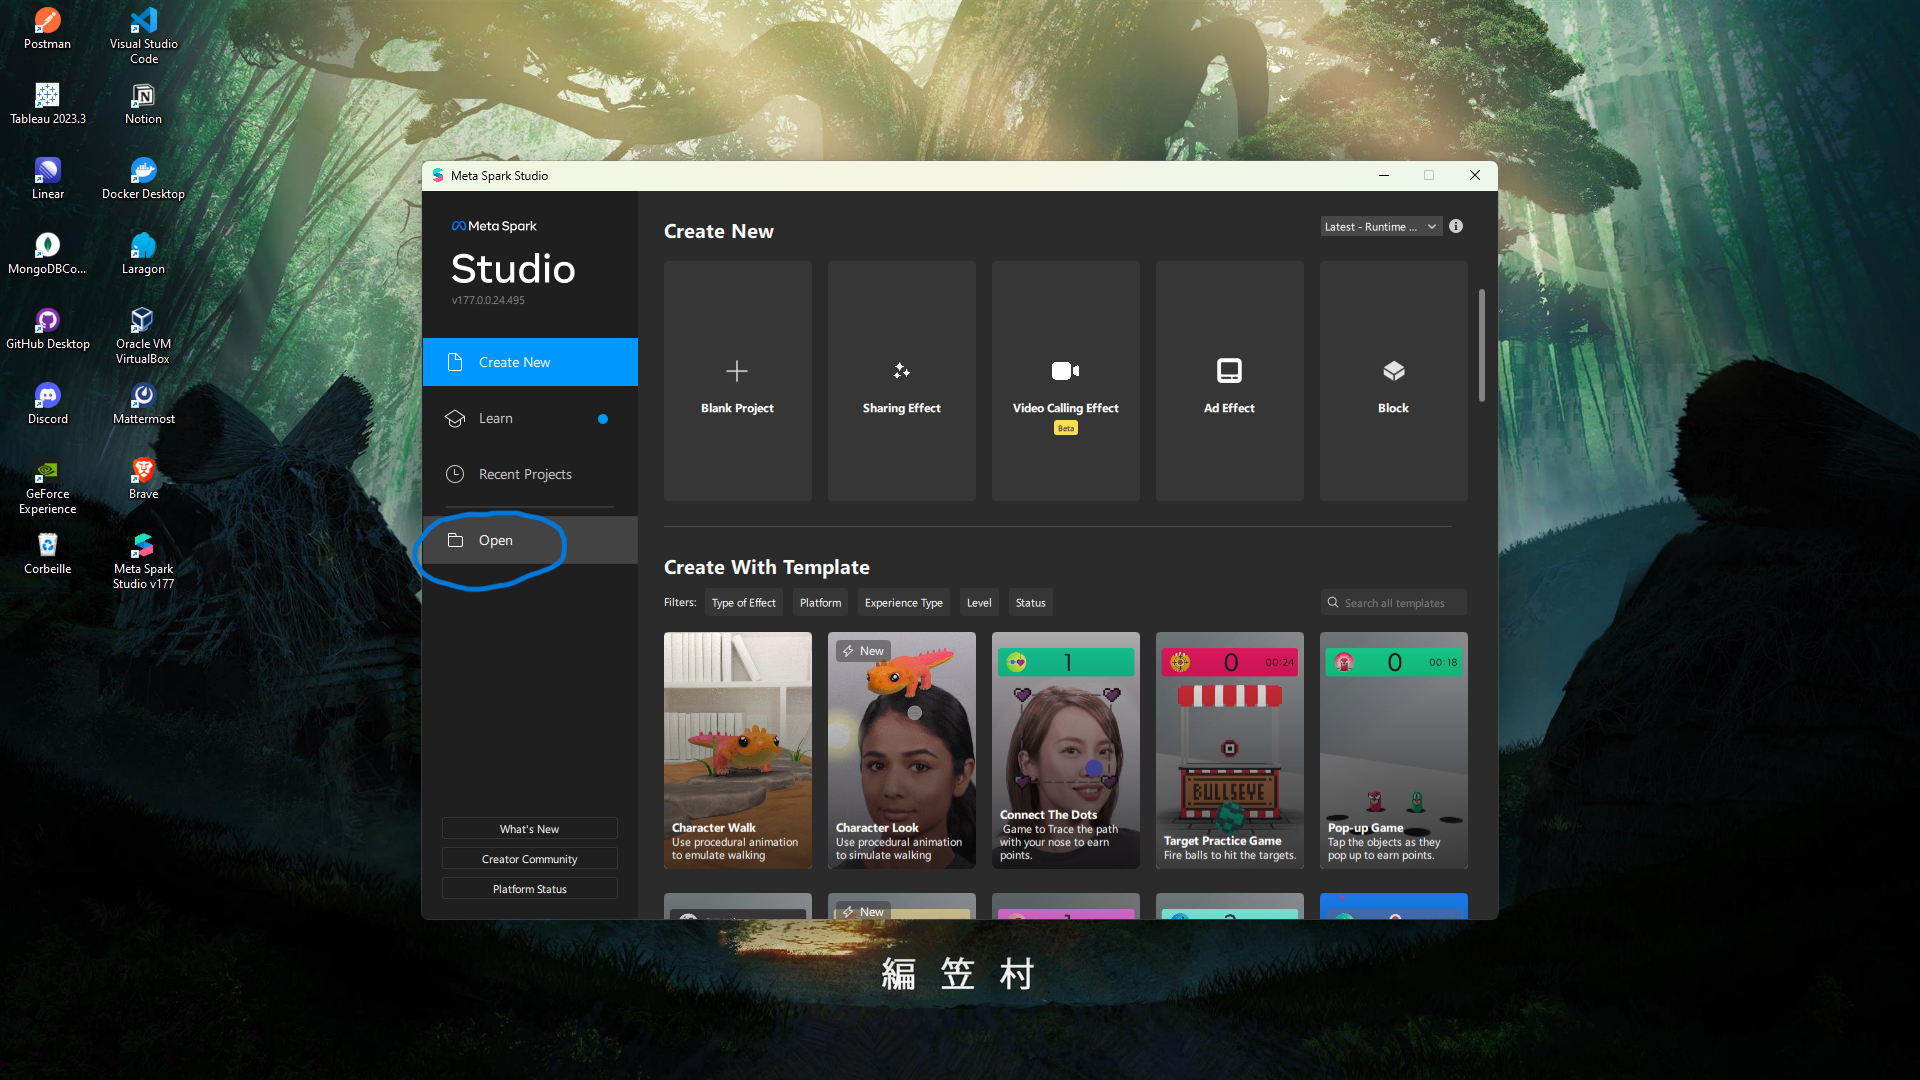 Postman
Visual Studio
Code
Tableau 2023.3
Notion
Linear
Docker Desktop
MongoDBCo...
Laragon
GitHub Desktop
Oracle VM
VirtualBox
Discord
Mattermost
GeForce
Experience
Brave
Corbeille
Meta Spark
Studio v177
Meta Spark Studio
Meta Spark
Studio
v177.0.0.24.495
Create New
Learn
Recent Projects
Open
What's New
Creator Community
Platform Status
Create New
Latest - Runtime ...
Blank Project
Sharing Effect
Video Calling Effect
Beta
Ad Effect
Block
Create With Template
Filters:
Type of Effect
Platform
Experience Type
Level
Status
Search all templates
Character Walk
Use procedural animation
to emulate walking
New
Character Look
Use procedural animation
to simulate walking
1
Connect The Dots
Game to Trace the path
with your nose to earn
points.
0
00:24
BULLSEYE
Target Practice Game
Fire balls to hit the targets.
0
00:18
Pop-up Game
Tap the objects as they
pop up to earn points.
New
編笠村